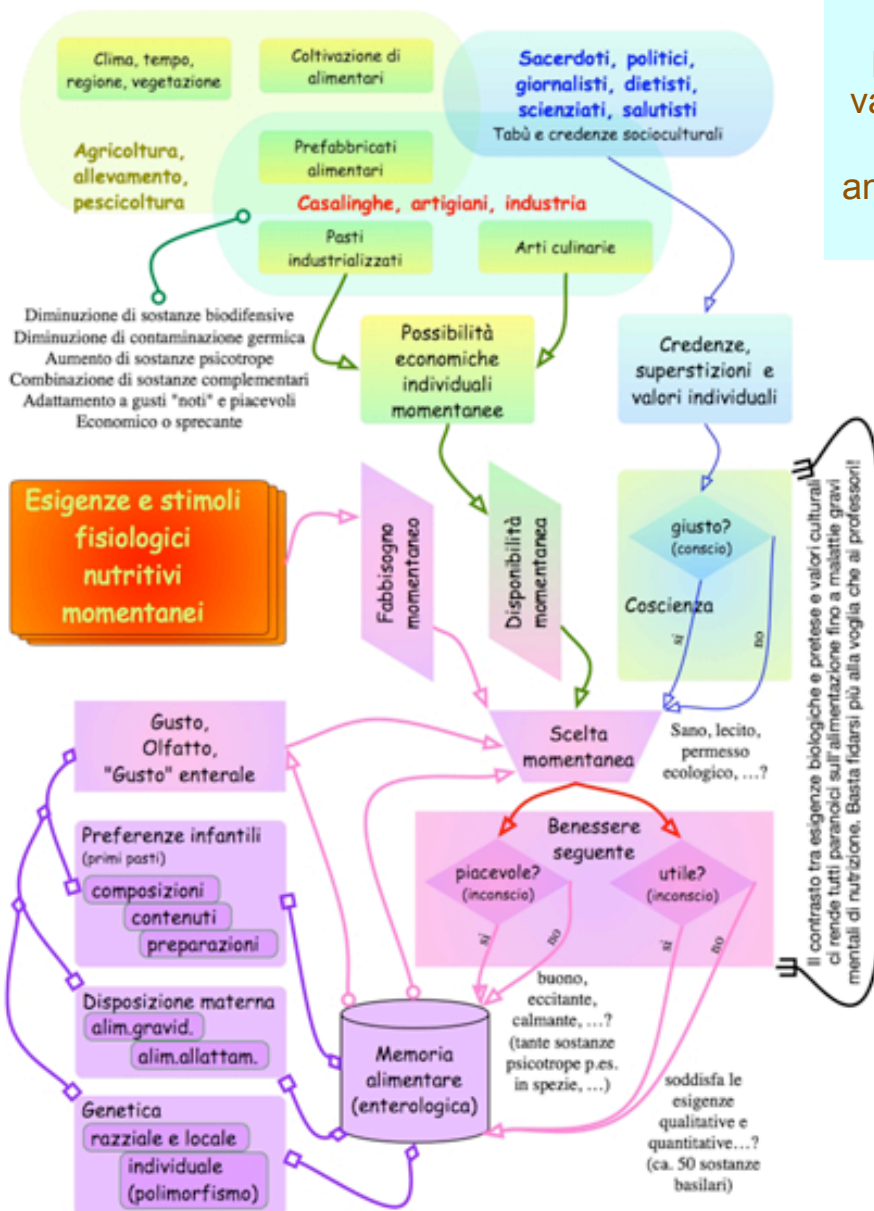 Clima, tempo,
regione, vegetazione
Coltivazione di
alimentari
Sacerdoti, politici,
giornalisti, dietisti,
scienziati, salutisti
Tabù e credenze socioculturali
Agricoltura,
allevamento,
pescicoltura
Prefabbricati
alimentari
Casalinghe, artigiani, industria
Pasti
industrializzati
Arti culinarie
Diminuzione di sostanze biodifensive
Diminuzione di contaminazione germica
Aumento di sostanze psicotrope
Combinazione di sostanze complementari
Adattamento a gusti "noti" e piacevoli
Economico o sprecante
Possibilità
economiche
individuali
momentanee
Credenze,
superstizioni e
valori individuali
Esigenze e stimoli
fisiologici
nutritivi
momentanei
Fabbisogno
momentaneo
Disponibilità
momentanea
giusto?
(conscio)
Coscienza
si
no
Il contrasto tra esigenze biologiche e pretese e valori culturali
ci rende tutti paranoici sull'alimentazione fino a malattie gravi
mentali di nutrizione. Basta fidarsi più alla voglia che ai professori!
Gusto,
Olfatto,
"Gusto" enterale
Scelta
momentanea
Sano, lecito,
permesso
ecologico, ...?
Preferenze infantili
(primi pasti)
composizioni
contenuti
preparazioni
Benessere
seguente
piacevole?
(inconscio)
utile?
(inconscio)
si
no
si
no
Disposizione materna
alim.gravid.
alim.allattam.
Memoria
alimentare
(enterologica)
buono,
eccitante,
calmante, ...?
(tante sostanze
psicotrope p.es.
in spezie, ...)
soddisfa le
esigenze
qualitative e
quantitative...?
(ca. 50 sostanze
basilari)
Genetica
razziale e locale
individuale
(polimorfismo)